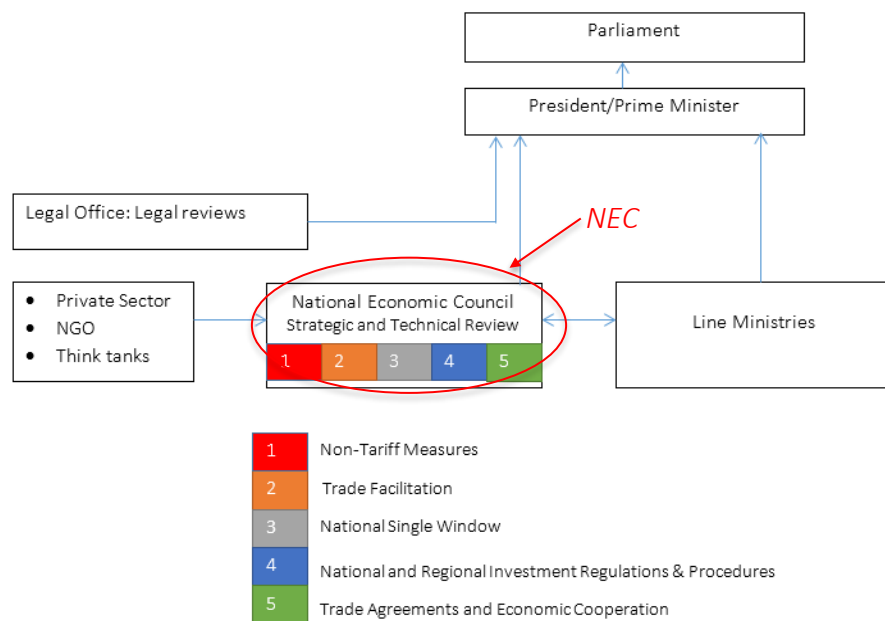 Parliament
President/Prime Minister
Legal Office: Legal reviews
NEC
• Private Sector
• NGO
• Think tanks
National Economic Council
Strategic and Technical Review
1 2 3 4 5
Line Ministries
1 Non-Tariff Measures
2 Trade Facilitation
3 National Single Window
4 National and Regional Investment Regulations & Procedures
5 Trade Agreements and Economic Cooperation